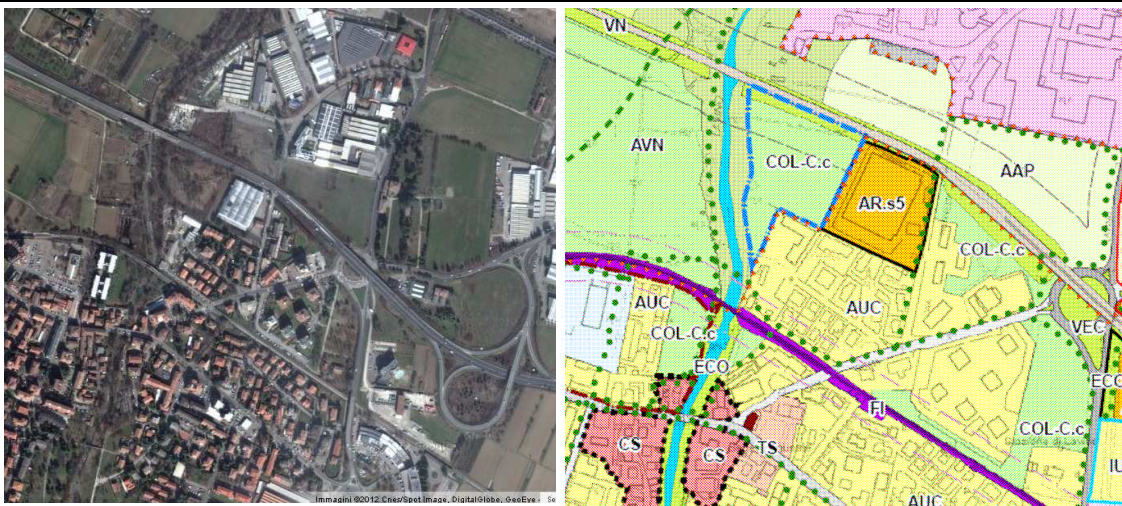 VN
AVN
COL-C.c
AAP
AR.s5
COL-C.c
AUC
AUC
VEC
COL-C.c
ECO
ECO
FI
COL-C.c
CS
CS
TS
IU
AUC
Immagini ©2012 Cnes/Spot Image, DigitalGlobe, GeoEye -